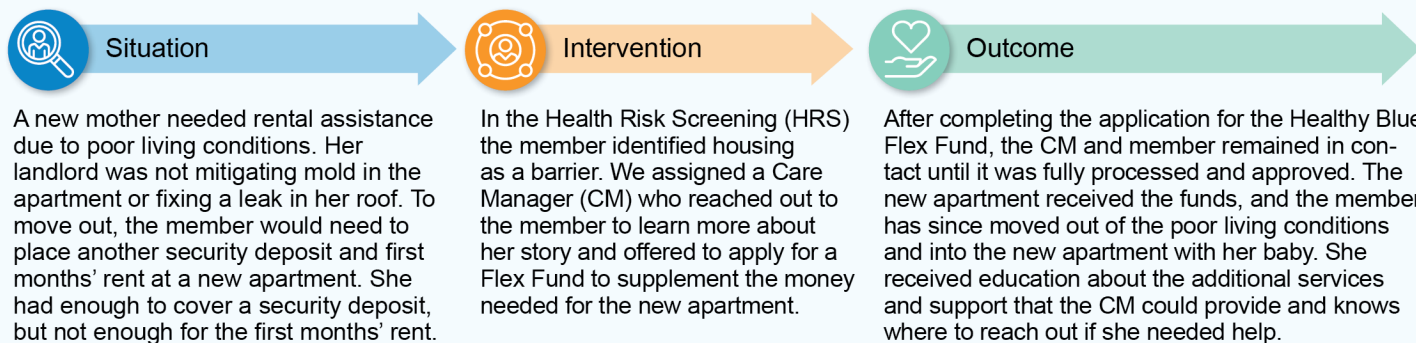 Situation
A new mother needed rental assistance
due to poor living conditions. Her
landlord was not mitigating mold in the
apartment or fixing a leak in her roof. To
move out, the member would need to
place another security deposit and first
months’ rent at a new apartment. She
had enough to cover a security deposit,
but not enough for the first months’ rent.
Intervention
In the Health Risk Screening (HRS)
the member identified housing
as a barrier. We assigned a Care
Manager (CM) who reached out to
the member to learn more about
her story and offered to apply for a
Flex Fund to supplement the money
needed for the new apartment.
Outcome
After completing the application for the Healthy Blue
Flex Fund, the CM and member remained in con-
tact until it was fully processed and approved. The
new apartment received the funds, and the member
has since moved out of the poor living conditions
and into the new apartment with her baby. She
received education about the additional services
and support that the CM could provide and knows
where to reach out if she needed help.